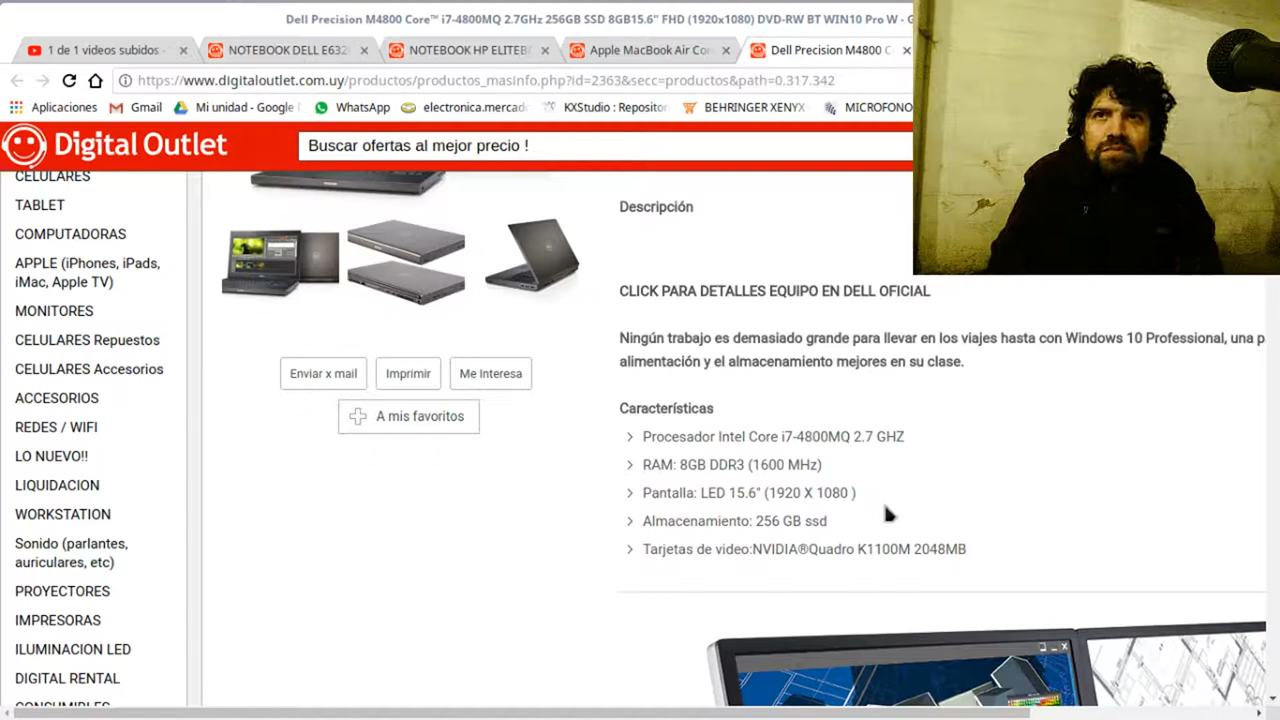 Dell Precision M4800 Core™ i7-4800MQ 2.7GHz 256GB SSD 8GB15.6" FHD (1920x1080) DVD-RW BT WIN10 Pro W - G
1 de 1 videos subidos -
NOTEBOOK DELL E632
NOTEBOOK HP ELITEB
Apple MacBook Air Co
Dell Precision M4800 C
https://www.digitaloutlet.com.uy/productos/productos_masinfo.php?id=2363&secc=productos&path=0.317.342
Aplicaciones
Gmail
Mi unidad - Google
WhatsApp
electronica.mercad
KXStudio : Repositor
BEHRINGER XENYX
MICROFONO
Digital Outlet
Buscar ofertas al mejor precio !
CELULARES
TABLET
COMPUTADORAS
APPLE (iPhones, iPads,
iMac, Apple TV)
MONITORES
CELULARES Repuestos
CELULARES Accesorios
ACCESORIOS
REDES / WIFI
LO NUEVO!!
LIQUIDACION
WORKSTATION
Sonido (parlantes,
auriculares, etc)
PROYECTORES
IMPRESORAS
ILUMINACION LED
DIGITAL RENTAL
CONSUMIBLES
Enviar x mail
Imprimir
Me Interesa
A mis favoritos
Descripción
CLICK PARA DETALLES EQUIPO EN DELL OFICIAL
Ningún trabajo es demasiado grande para llevar en los viajes hasta con Windows 10 Professional, una p
alimentación y el almacenamiento mejores en su clase.
Características
Procesador Intel Core i7-4800MQ 2.7 GHZ
RAM: 8GB DDR3 (1600 MHz)
Pantalla: LED 15.6" (1920 X 1080 )
Almacenamiento: 256 GB ssd
Tarjetas de video:NVIDIA®Quadro K1100M 2048MB